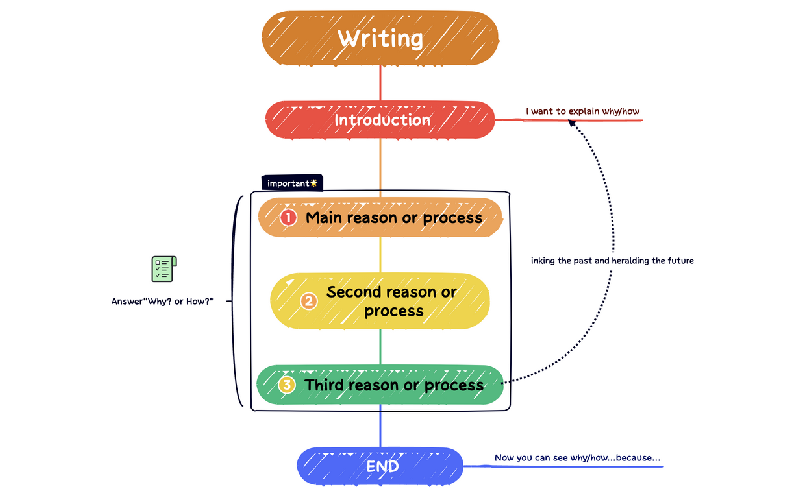 Writing
Introduction
I want to explain why/how
important
1 Main reason or process
2 Second reason or
process
inking the past and heralding the future
Answer"Why? or How?"
3 Third reason or process
END
Now you can see why/how...because...